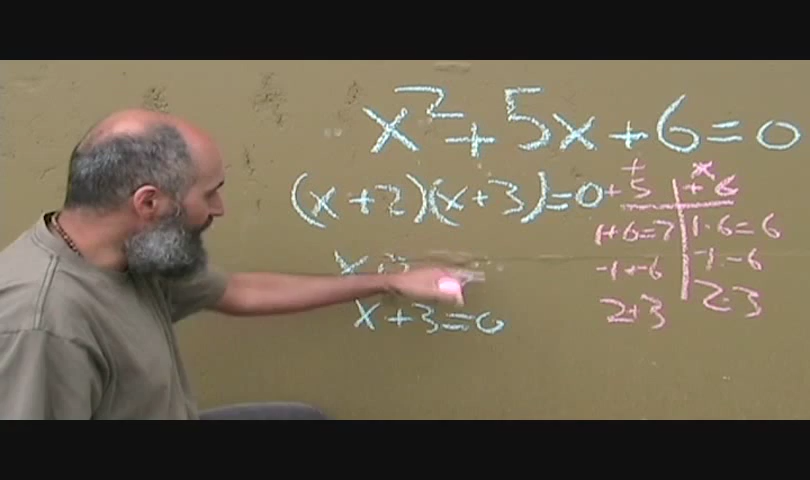 x²+5x+6=0
(x+2)(x+3)=0
x+2
x+3=0
+ x
+5 +6
1+6=7 1·6=6
-1+-6 -1·-6
2+3 2·3